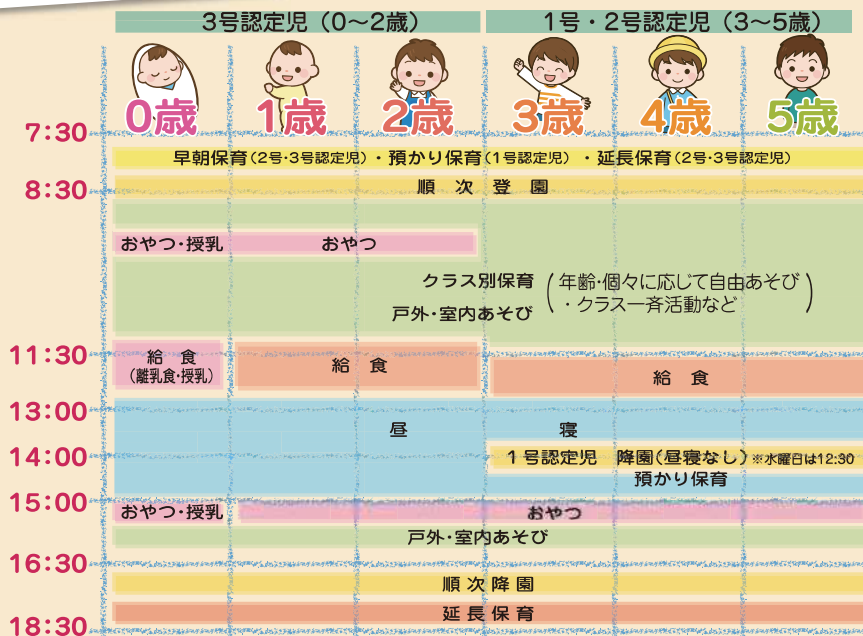 3号認定児（0～2歳）
1号・2号認定児（3～5歳）
0歳
1歳
2歳
3歳
4歳
5歳
7:30
早朝保育（2号・3号認定児）・預かり保育（1号認定児）・延長保育（2号・3号認定児）
8:30
順次登園
おやつ・授乳
おやつ
クラス別保育
戸外・室内あそび
（年齢・個々に応じて自由あそび
・クラス一斉活動など）
11:30
給食
（離乳食・授乳）
給食
給食
13:00
昼寝
14:00
1号認定児 降園（昼寝なし）※水曜日は12:30
預かり保育
15:00
おやつ・授乳
おやつ
戸外・室内あそび
16:30
順次降園
延長保育
18:30